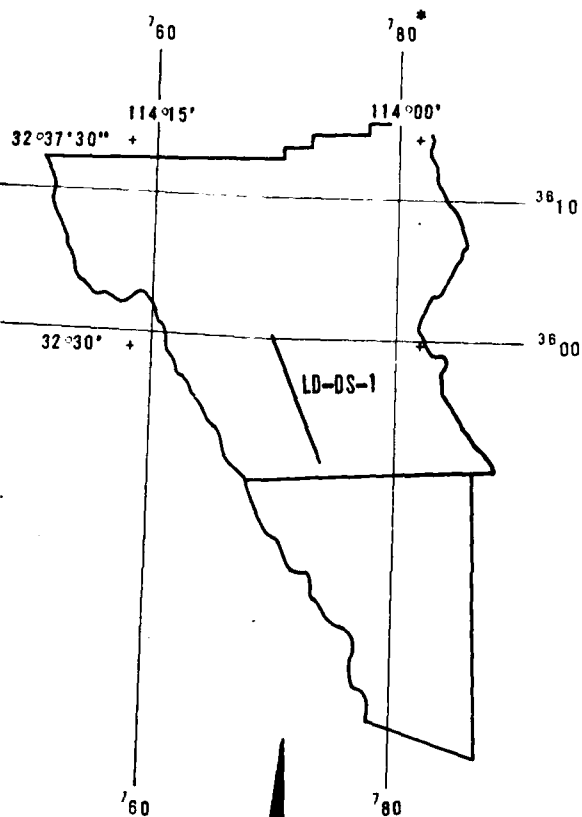 ⁷60 ⁷80*
114°15' 114°00'
32°37'30" +  +
³⁶10
32°30' +  + ³⁶00
LD-DS-1
⁷60 ⁷80